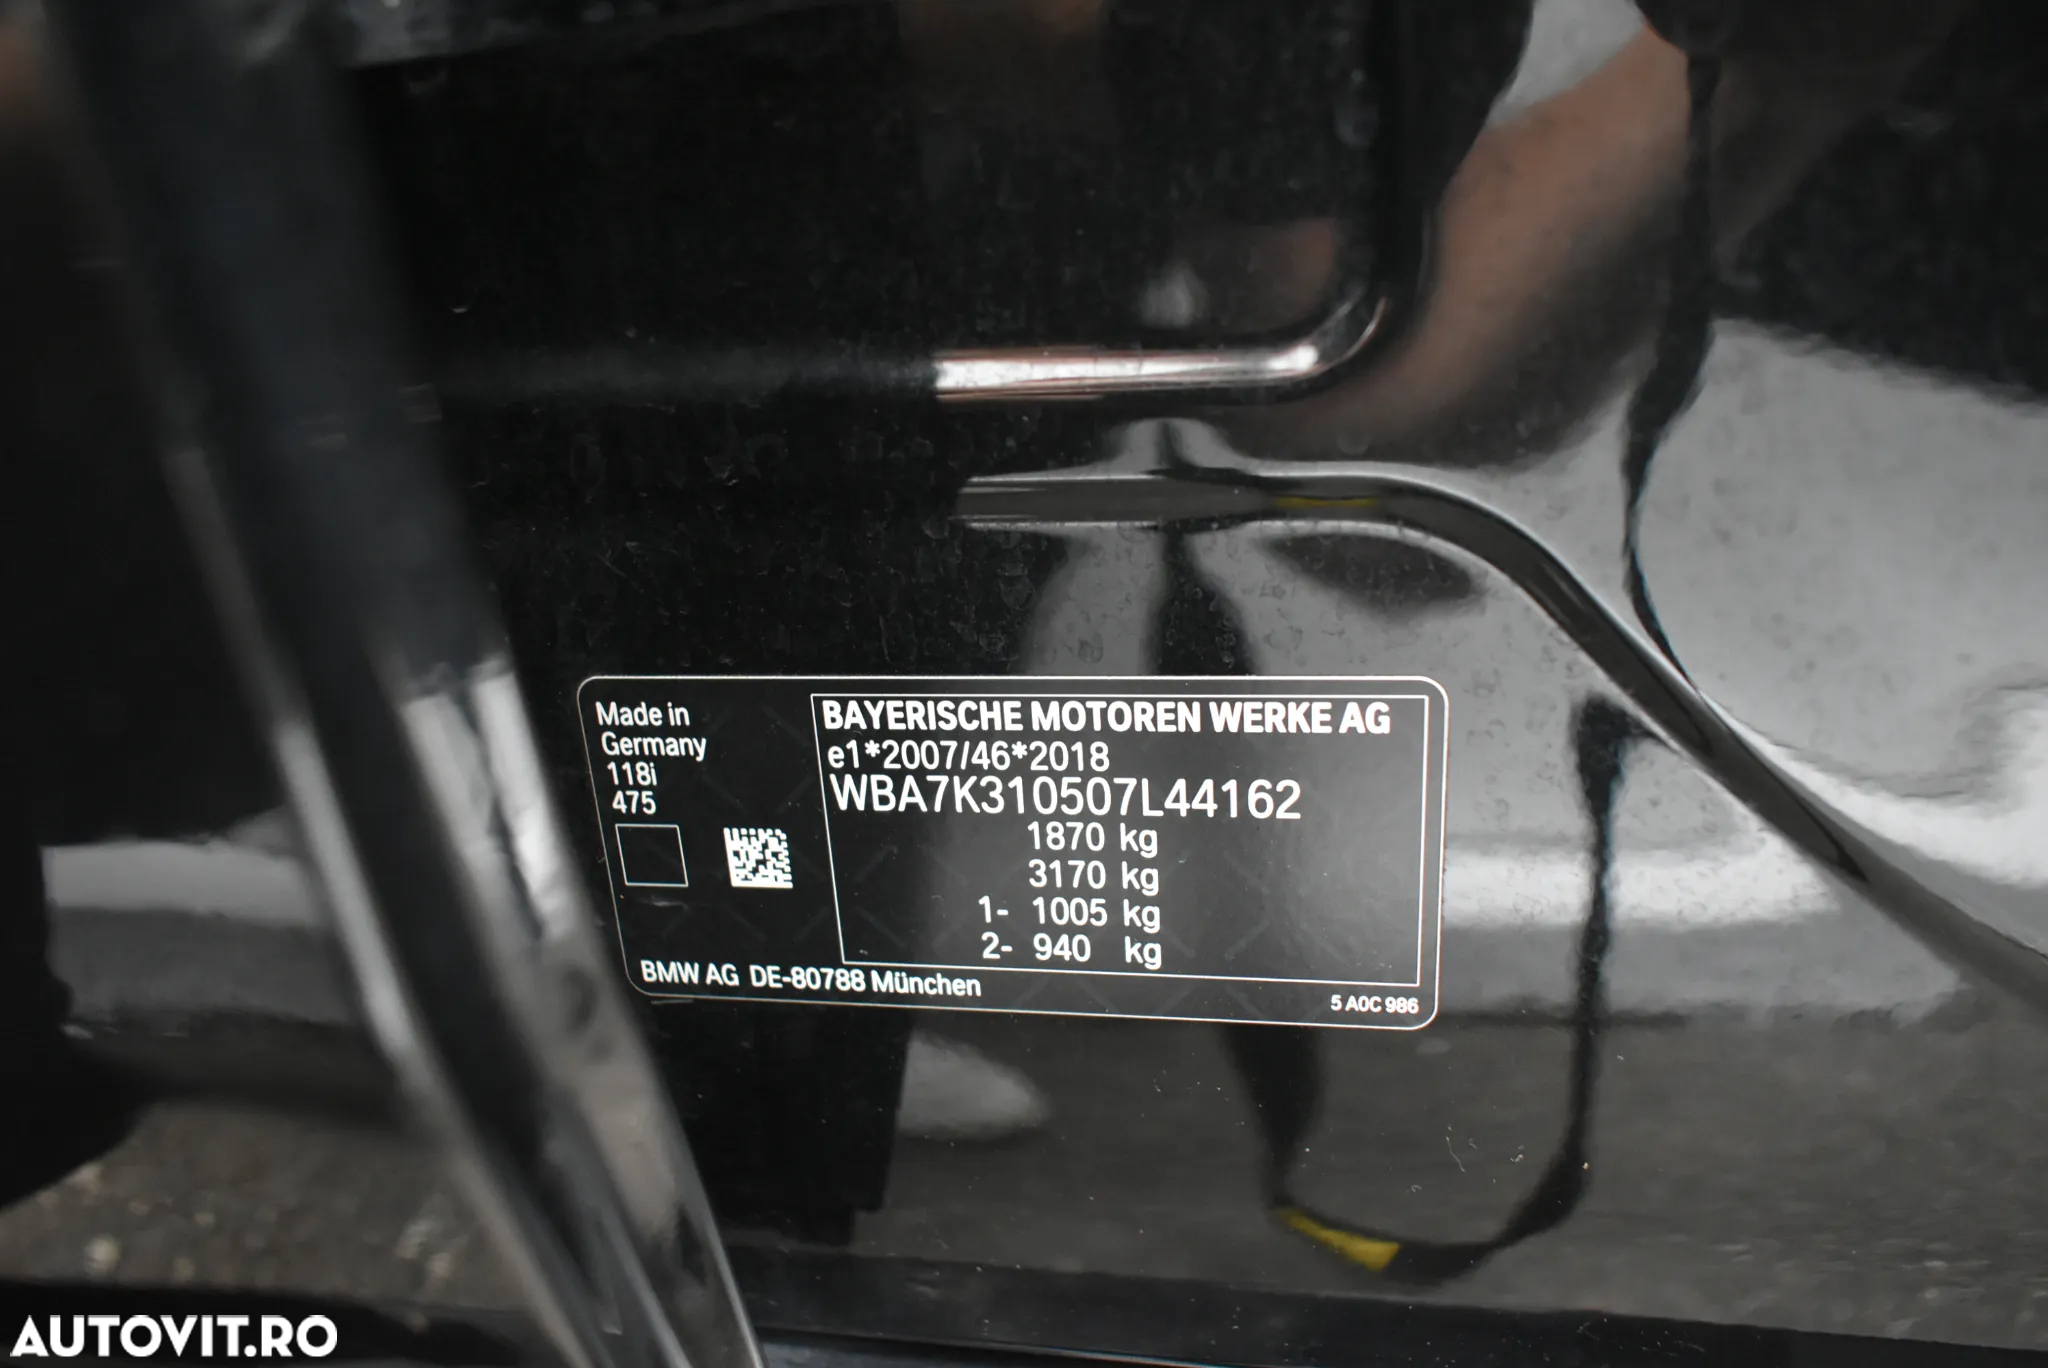 Made in
Germany
118i
475
BAYERISCHE MOTOREN WERKE AG
e1*2007/46*2018
WBA7K310507L44162
1870 kg
3170 kg
1- 1005 kg
2- 940 kg
BMW AG DE-80788 München
5 A0C 986
AUTOVIT.RO